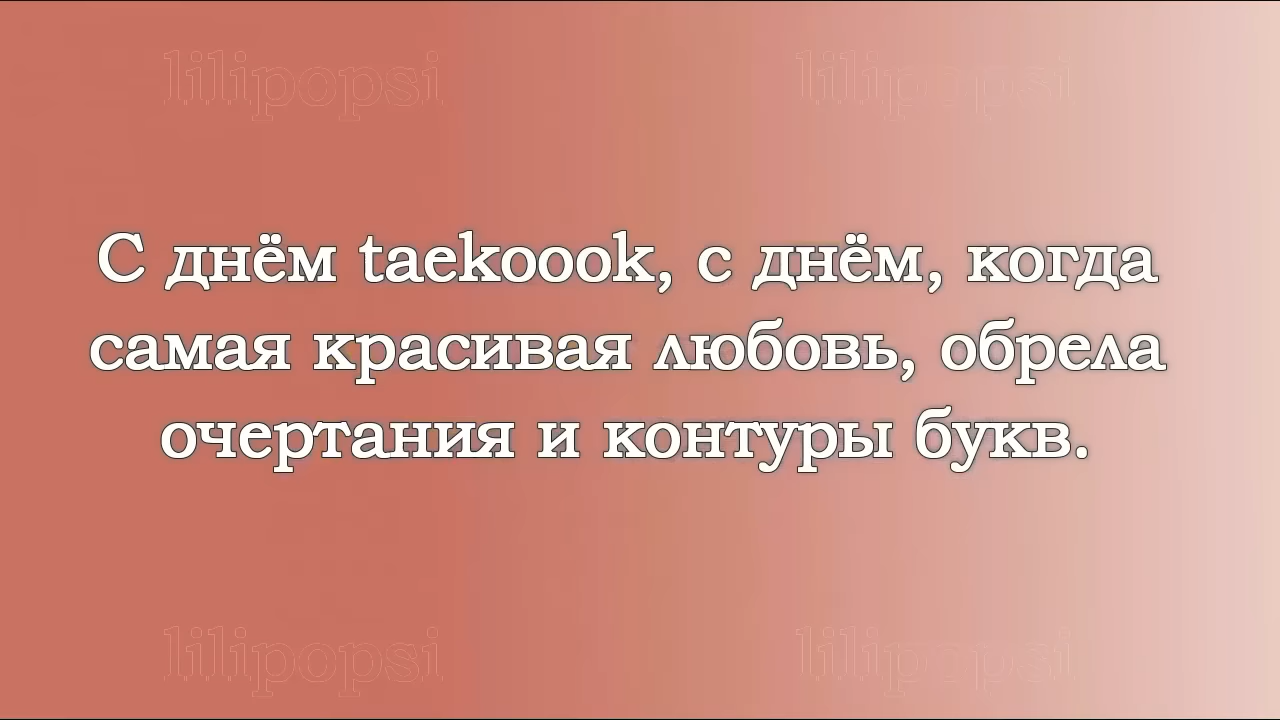 lilipopsi lilipopsi
С днём taekoook, с днём, когда
самая красивая любовь, обрела
очертания и контуры букв.
lilipopsi lilipopsi